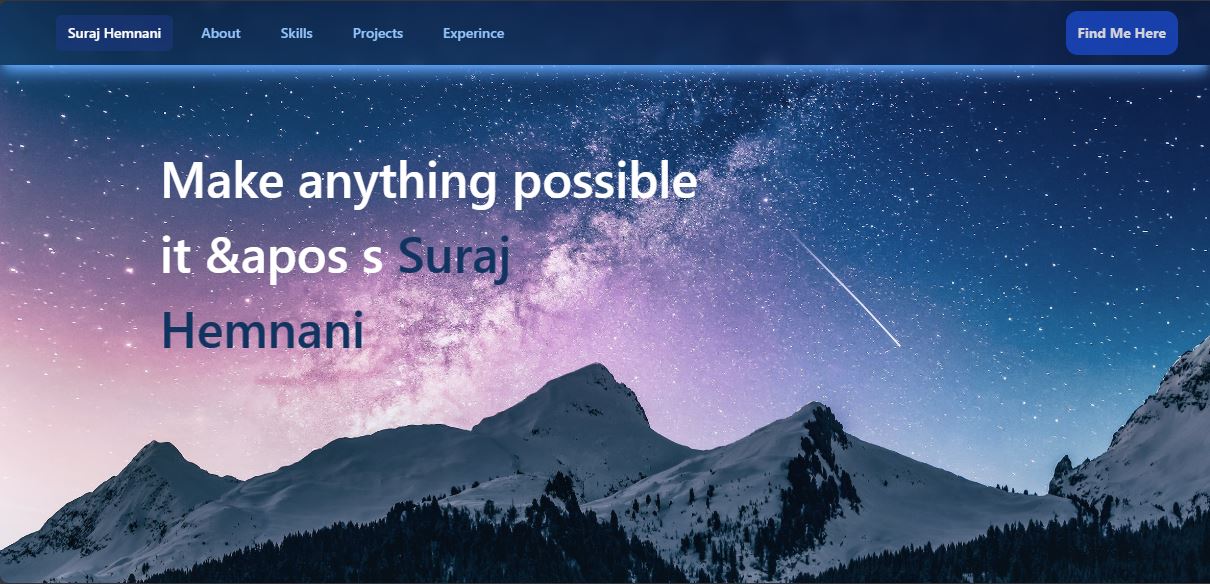 Suraj Hemnani About Skills Projects Experince Find Me Here
Make anything possible
it &apos s Suraj
Hemnani